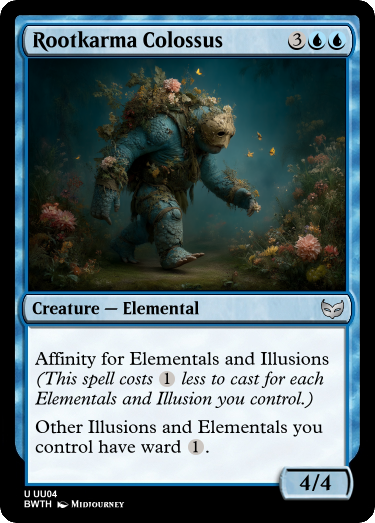 Rootkarma Colossus 3
Creature — Elemental
Affinity for Elementals and Illusions
(This spell costs 1 less to cast for each
Elementals and Illusion you control.)
Other Illusions and Elementals you
control have ward 1.
4/4
U UU04
BWTH Midjourney